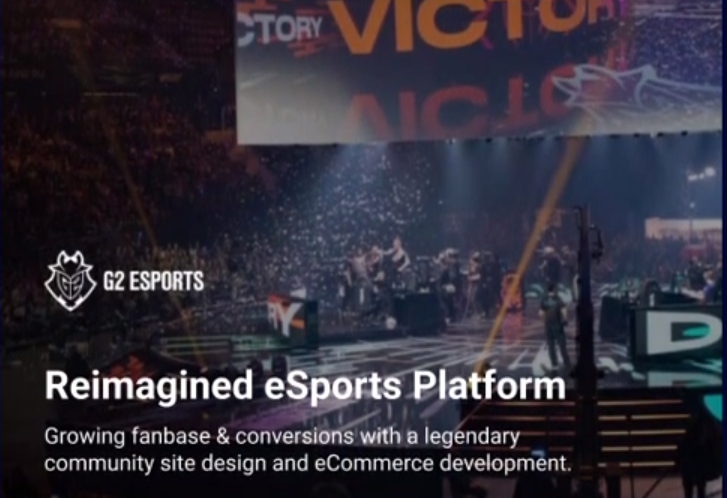 CTORY VICTOR
G2 ESPORTS
Y
D
Reimagined eSports Platform
Growing fanbase & conversions with a legendary
community site design and eCommerce development.